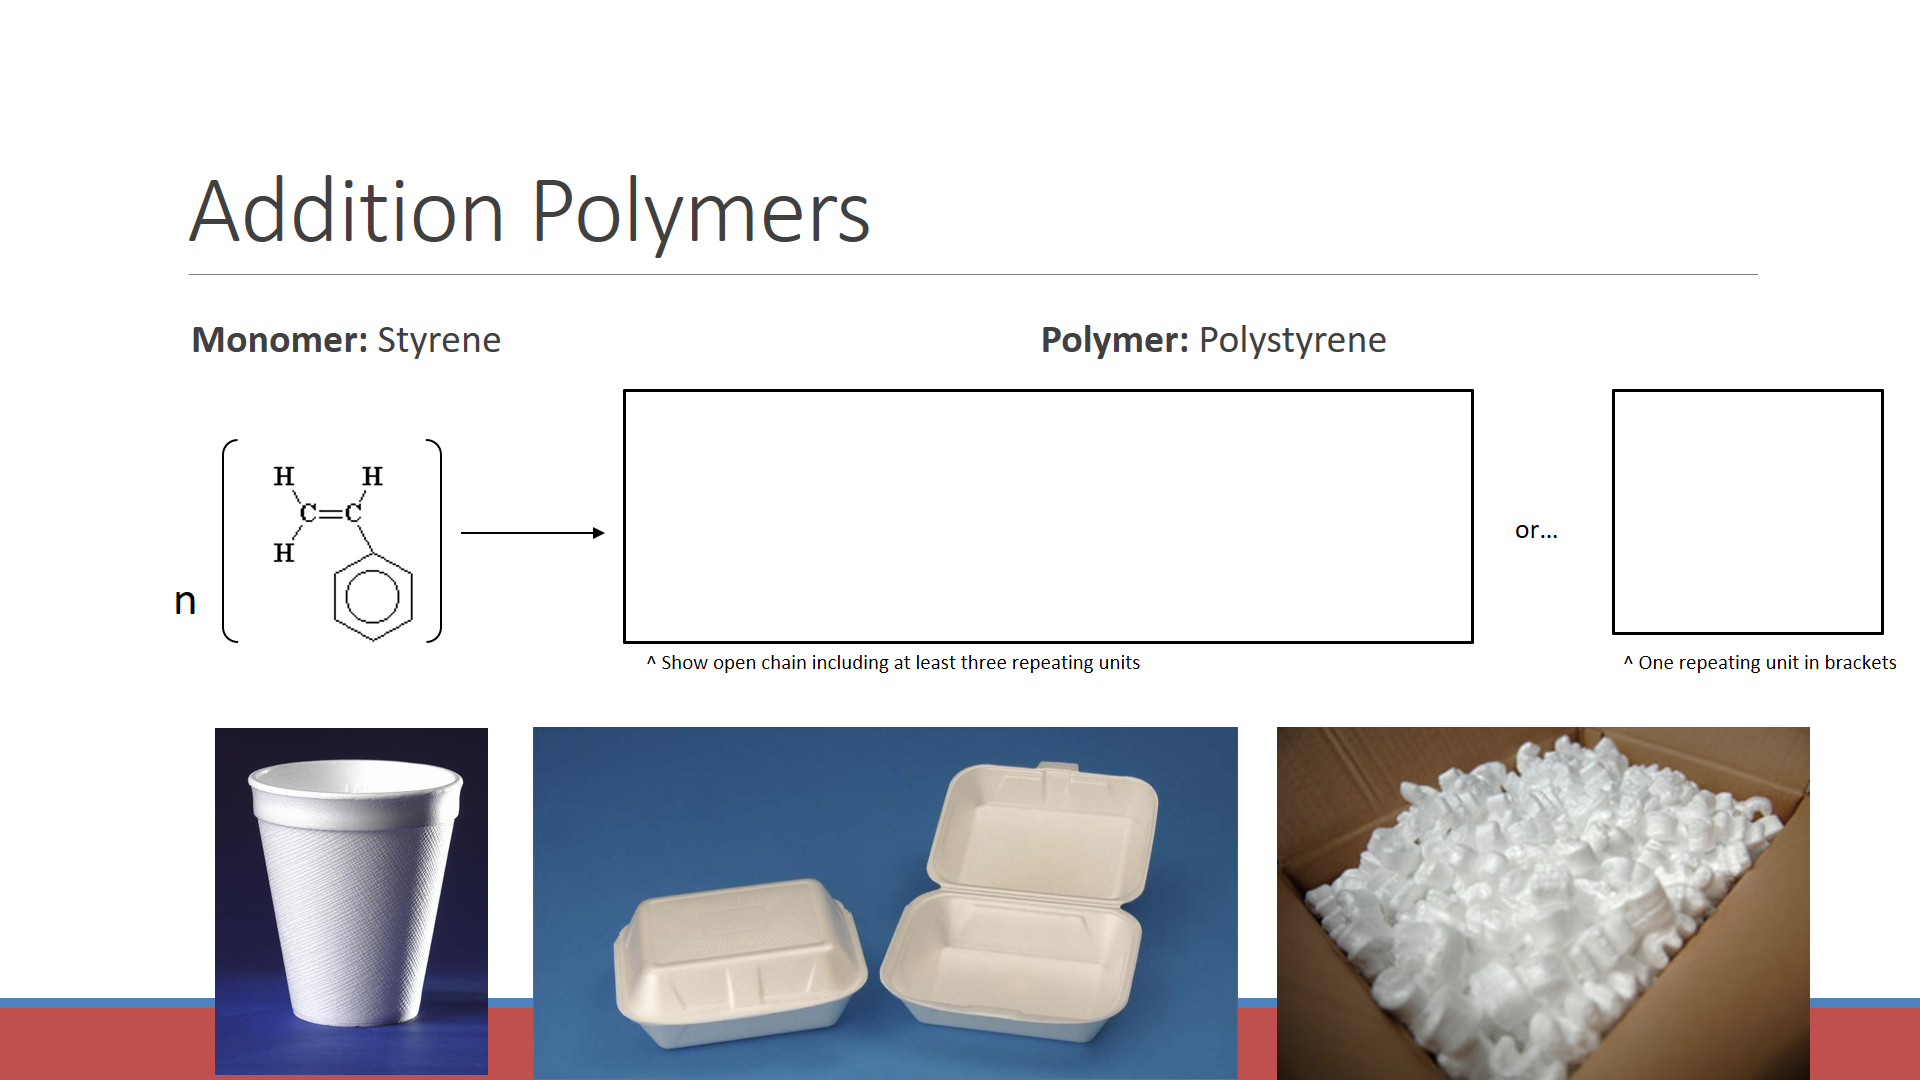 Addition Polymers
Monomer: Styrene
Polymer: Polystyrene
H H
C=C
H
n
or...
^ Show open chain including at least three repeating units
^ One repeating unit in brackets